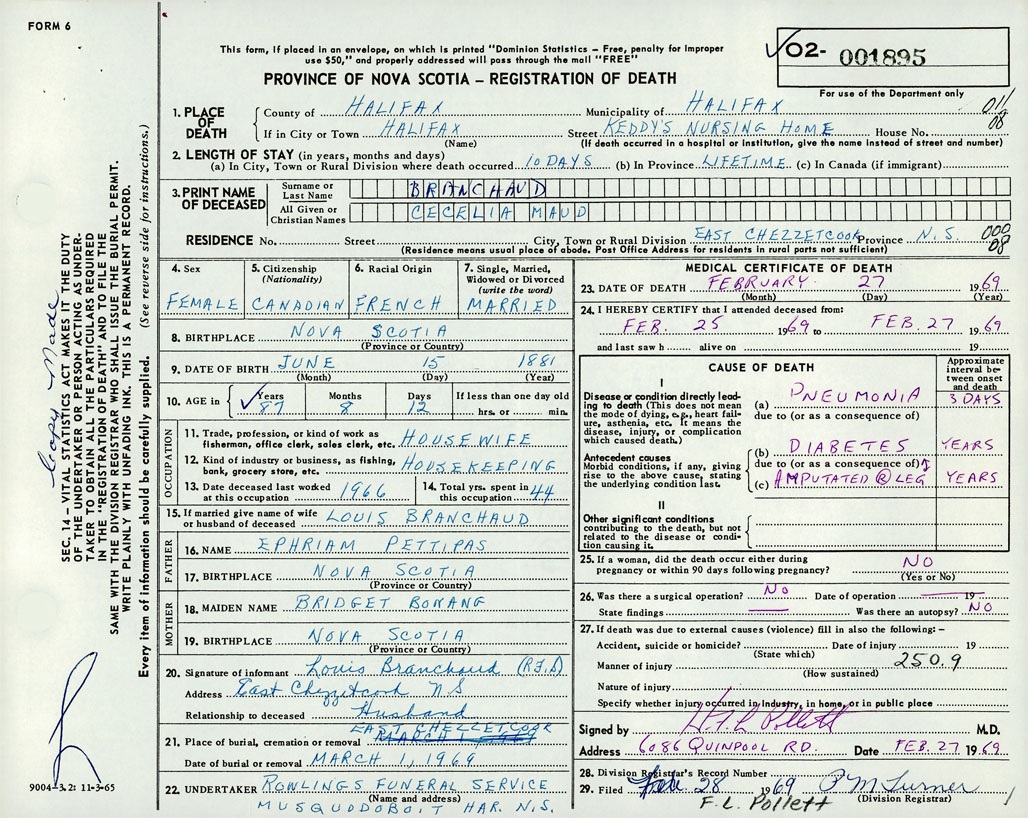 FORM 6
This form, if placed in an envelope, on which is printed "Dominion Statistics – Free, penalty for improper
use $50," and properly addressed will pass through the mail "FREE"
✓ 02- 001895
For use of the Department only
PROVINCE OF NOVA SCOTIA – REGISTRATION OF DEATH
1. PLACE OF DEATH
County of HALIFAX Municipality of HALIFAX 011
If in City or Town HALIFAX Street KEDDY'S NURSING HOME House No. 08
(Name) (If death occurred in a hospital or institution, give the name instead of street and number)
2. LENGTH OF STAY (in years, months and days)
(a) In City, Town or Rural Division where death occurred 10 DAYS (b) In Province LIFETIME (c) In Canada (if immigrant)
3. PRINT NAME OF DECEASED
Surname or Last Name BRANCHAUD
All Given or Christian Names CECELIA MAUD
RESIDENCE No. Street City, Town or Rural Division EAST CHEZZETCOOK Province N.S. 000 08
(Residence means usual place of abode. Post Office Address for residents in rural parts not sufficient)
4. Sex FEMALE
5. Citizenship (Nationality) CANADIAN
6. Racial Origin FRENCH
7. Single, Married, Widowed or Divorced (write the word) MARRIED
8. BIRTHPLACE NOVA SCOTIA
(Province or Country)
9. DATE OF BIRTH JUNE 15 1881
(Month) (Day) (Year)
10. AGE in { Years ✓ 87 Months 8 Days 12 If less than one day old hrs. or min.
OCCUPATION
11. Trade, profession, or kind of work as
fisherman, office clerk, sales clerk, etc. HOUSEWIFE
12. Kind of industry or business, as fishing,
bank, grocery store, etc. HOUSEKEEPING
13. Date deceased last worked at this occupation 1966
14. Total yrs. spent in this occupation 44
15. If married give name of wife
or husband of deceased LOUIS BRANCHAUD
FATHER
16. NAME EPHRIAM PETTIPAS
17. BIRTHPLACE NOVA SCOTIA
(Province or Country)
MOTHER
18. MAIDEN NAME BRIDGET BONANG
19. BIRTHPLACE NOVA SCOTIA
(Province or Country)
20. Signature of informant Louis Branchaud
Address East Chezzitcook N S
Relationship to deceased Husband
EAST CHEZZETCOOK
21. Place of burial, cremation or removal
Date of burial or removal MARCH 1, 1969
22. UNDERTAKER ROWLINGS FUNERAL SERVICE
(Name and address)
MUSQUODOBOIT HAR. N.S.
MEDICAL CERTIFICATE OF DEATH
23. DATE OF DEATH FEBRUARY 27 1969
(Month) (Day) (Year)
24. I HEREBY CERTIFY that I attended deceased from:
FEB. 25 1969 to FEB. 27 1969
and last saw h alive on 19
CAUSE OF DEATH
Approximate interval between onset and death
I
Disease or condition directly leading to death (This does not mean the mode of dying, e.g., heart failure, asthenia, etc. It means the disease, injury, or complication which caused death.)
(a) PNEUMONIA 3 DAYS
due to (or as a consequence of)
Antecedent causes
Morbid conditions, if any, giving rise to the above cause, stating the underlying condition last.
(b) DIABETES YEARS
due to (or as a consequence of)
(c) AMPUTATED Ⓡ LEG YEARS
II
Other significant conditions
contributing to the death, but not related to the disease or condition causing it.
25. If a woman, did the death occur either during
pregnancy or within 90 days following pregnancy? NO
(Yes or No)
26. Was there a surgical operation? NO Date of operation 19
State findings Was there an autopsy? NO
27. If death was due to external causes (violence) fill in also the following: –
Accident, suicide or homicide? Date of injury 19
(State which)
Manner of injury 250.9
(How sustained)
Nature of injury
Specify whether injury occurred in Industry, in home, or in public place
Signed by H.F.L Pollett M.D.
Address 6086 QUINPOOL RD. Date FEB. 27 1969
28. Division Registrar's Record Number
29. Filed Feb. 28 1969 P M Turner
F. L. Pollett (Division Registrar)
Copy Made
SEC. 14 – VITAL STATISTICS ACT MAKES IT THE DUTY
OF THE UNDERTAKER OR PERSON ACTING AS UNDER-
TAKER TO OBTAIN ALL THE PARTICULARS REQUIRED
IN THE "REGISTRATION OF DEATH" AND TO FILE THE
SAME WITH THE DIVISION REGISTRAR WHO SHALL ISSUE THE BURIAL PERMIT.
WRITE PLAINLY WITH UNFADING INK. THIS IS A PERMANENT RECORD.
Every item of information should be carefully supplied. (See reverse side for instructions.)
9004-3.21 11-3-65